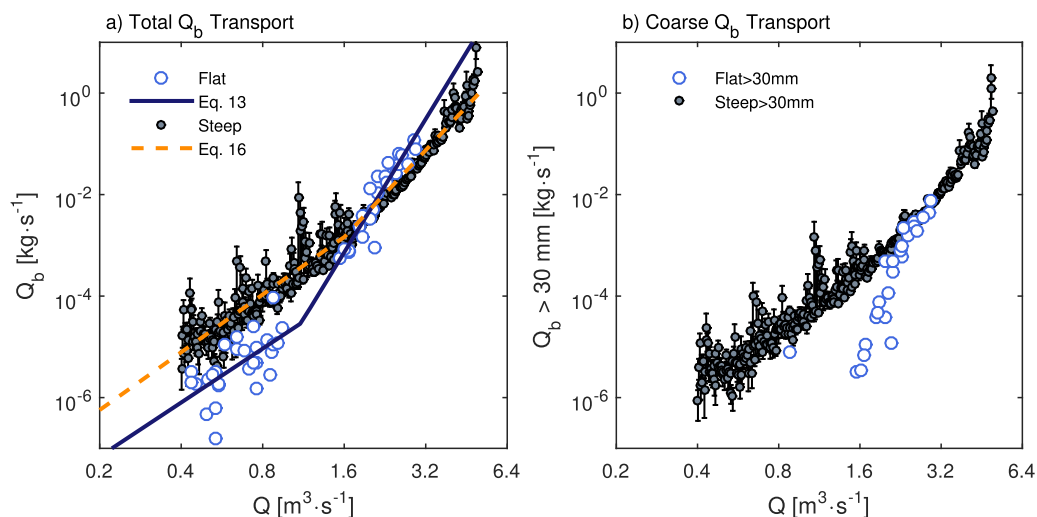 a) Total Q_b Transport
Flat
Eq. 13
Steep
Eq. 16
10^0
10^-2
10^-4
10^-6
Q_b [kg·s^-1]
0.2 0.4 0.8 1.6 3.2 6.4
Q [m^3·s^-1]
b) Coarse Q_b Transport
Flat>30mm
Steep>30mm
10^0
10^-2
10^-4
10^-6
Q_b > 30 mm [kg·s^-1]
0.2 0.4 0.8 1.6 3.2 6.4
Q [m^3·s^-1]